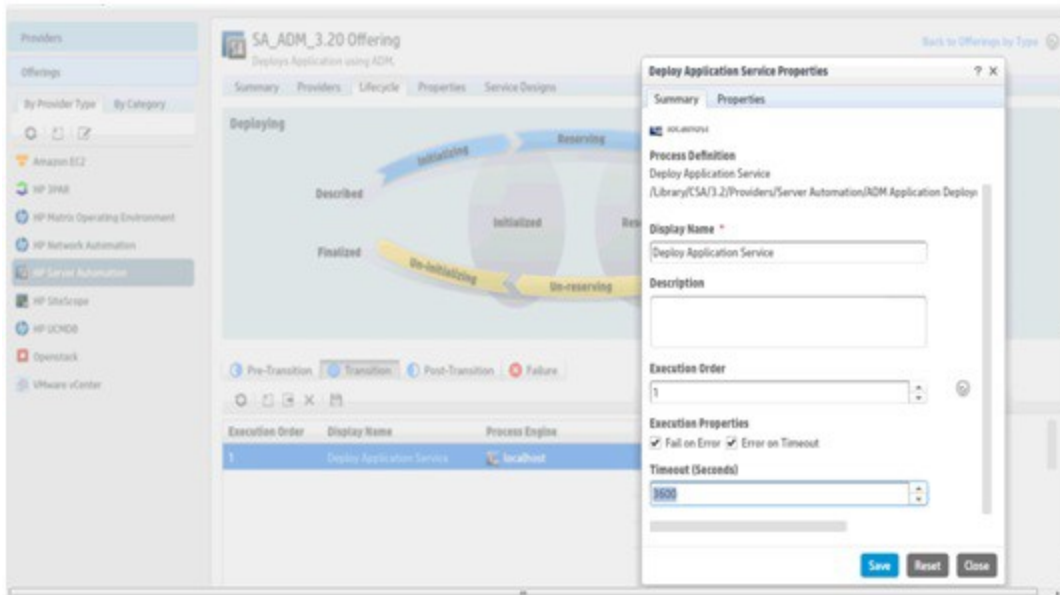 Providers
Offerings
By Provider Type By Category
Amazon EC2
HP 3PAR
HP Matrix Operating Environment
HP Network Automation
HP Server Automation
HP SiteScope
HP UCMDB
Openstack
VMware vCenter
SA_ADM_3.20 Offering
Deploys Application using ADM.
Back to Offerings by Type
Summary Providers Lifecycle Properties Service Designs
Deploying
Initializing
Reserving
Described
Initialized
Res
Finalized
Un-initializing
Un-reserving
Pre-Transition Transition Post-Transition Failure
Execution Order Display Name Process Engine
1 Deploy Application Service localhost
Deploy Application Service Properties ? X
Summary Properties
localhost
Process Definition
Deploy Application Service
/Library/CSA/3.2/Providers/Server Automation/ADM Application Deploy
Display Name *
Deploy Application Service
Description
Execution Order
1
Execution Properties
Fail on Error Error on Timeout
Timeout (Seconds)
3600
Save Reset Close